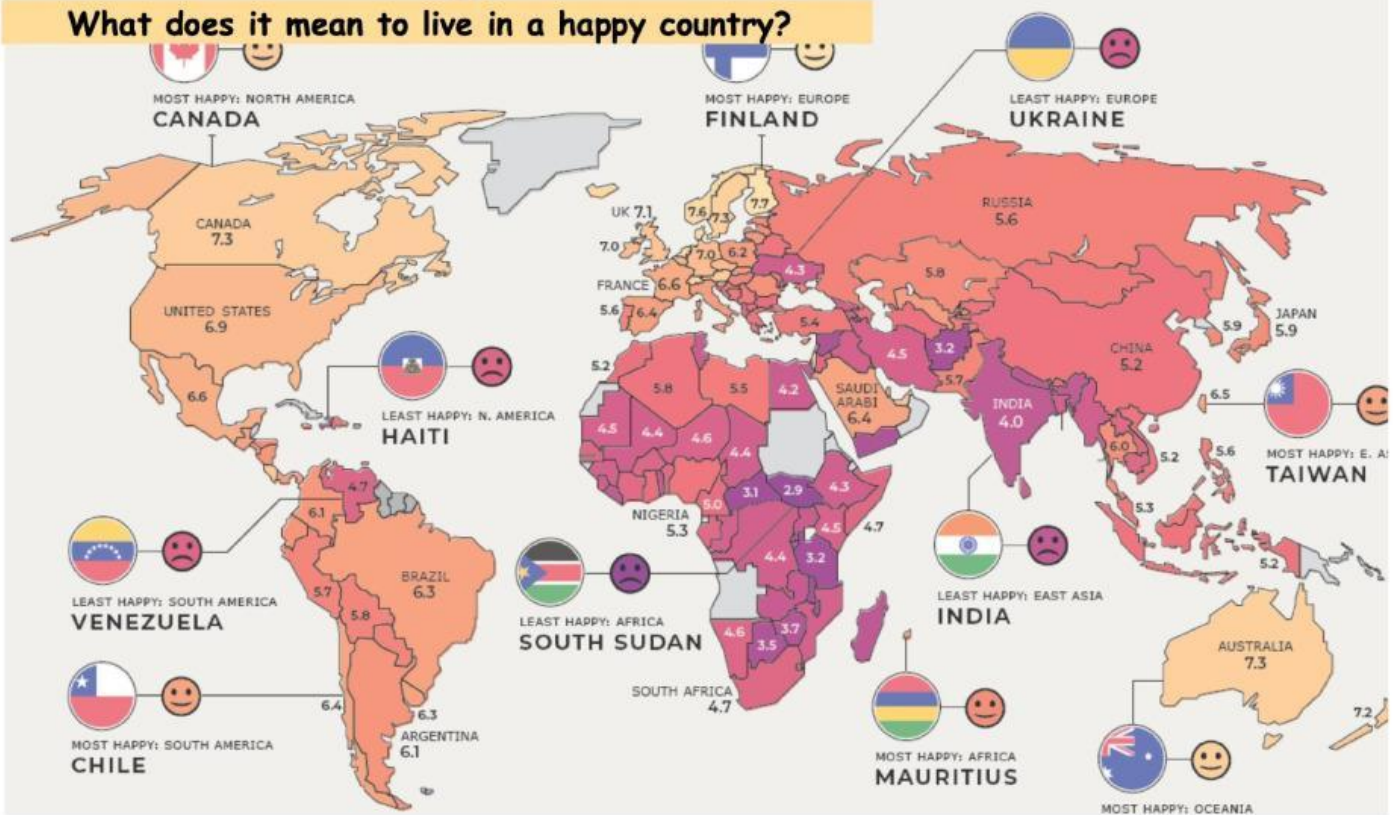 What does it mean to live in a happy country?
MOST HAPPY: NORTH AMERICA
CANADA
MOST HAPPY: EUROPE
FINLAND
LEAST HAPPY: EUROPE
UKRAINE
CANADA
7.3
UNITED STATES
6.9
6.6
UK 7.1
7.0
7.6
7.3
7.7
7.0
6.2
4.3
FRANCE 6.6
5.6
6.4
5.4
RUSSIA
5.6
5.8
JAPAN
5.9
5.9
CHINA
5.2
4.5
3.2
5.7
INDIA
4.0
SAUDI
ARABI
6.4
LEAST HAPPY: N. AMERICA
HAITI
5.2
5.8
5.5
4.2
4.5
4.4
4.6
4.4
3.1
2.9
4.3
5.0
NIGERIA
5.3
4.5
4.7
4.4
3.2
4.6
3.5
3.7
SOUTH AFRICA
4.7
6.5
MOST HAPPY: E. A
TAIWAN
6.0
5.2
5.6
5.3
5.2
4.7
6.1
BRAZIL
6.3
5.7
5.8
6.4
6.3
ARGENTINA
6.1
LEAST HAPPY: SOUTH AMERICA
VENEZUELA
MOST HAPPY: SOUTH AMERICA
CHILE
LEAST HAPPY: AFRICA
SOUTH SUDAN
LEAST HAPPY: EAST ASIA
INDIA
MOST HAPPY: AFRICA
MAURITIUS
AUSTRALIA
7.3
7.2
MOST HAPPY: OCEANIA